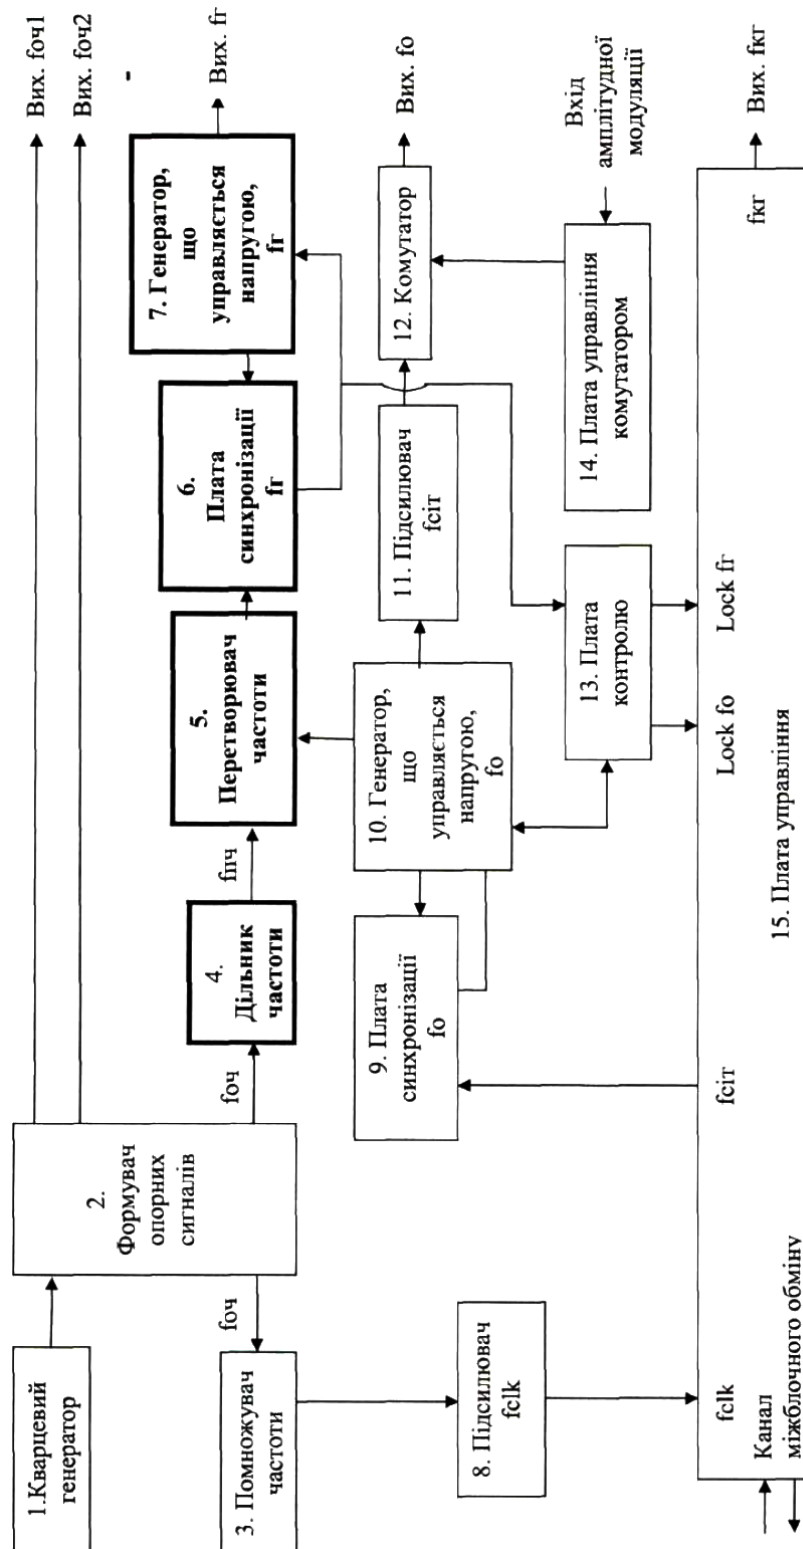 1.Кварцевий
генератор
2.
Формувач
опорних
сигналів
Вих. fоч1
Вих. fоч2
fоч
fоч
3. Помножувач
частоти
4.
Дільник
частоти
fпч
5.
Перетворювач
частоти
6.
Плата
синхронізації
fг
7. Генератор,
що
управляється
напругою,
fг
Вих. fг
8. Підсилювач
fclk
9. Плата
синхронізації
fо
10. Генератор,
що
управляється
напругою,
fо
11. Підсилювач
fсіт
12. Комутатор
Вих. fо
13. Плата
контролю
14. Плата управління
комутатором
Вхід
амплітудної
модуляції
fclk
fсіт
Lock fо
Lock fг
fкг
Вих. fкг
Канал
міжблочного обміну
15. Плата управління